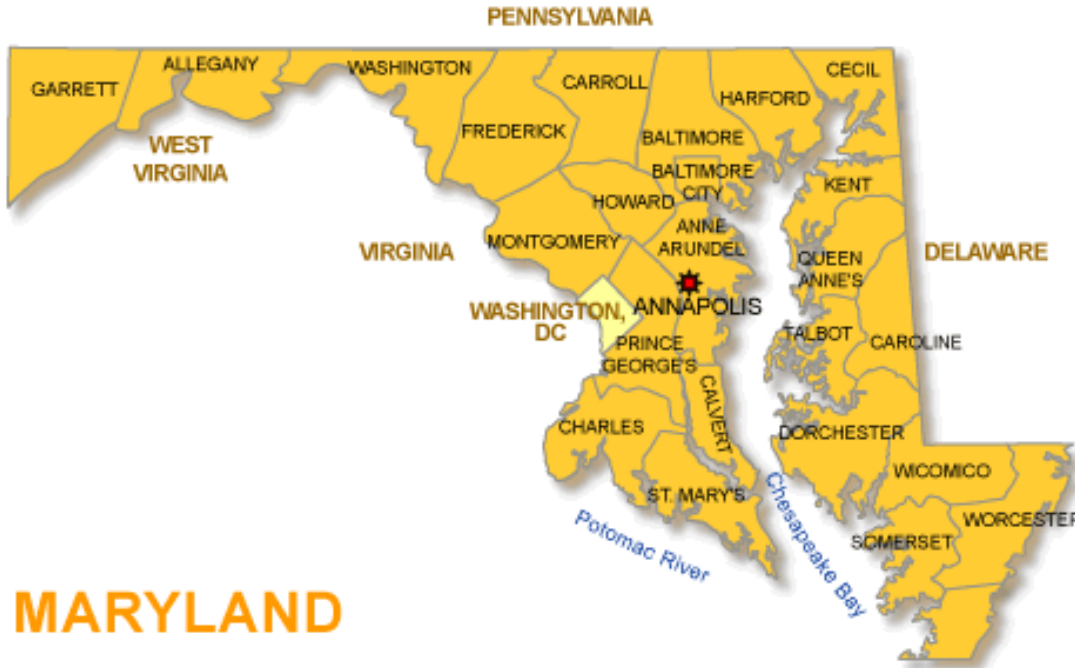 PENNSYLVANIA
GARRETT
ALLEGANY
WASHINGTON
FREDERICK
CARROLL
BALTIMORE
HARFORD
CECIL
WEST
VIRGINIA
BALTIMORE
CITY
KENT
HOWARD
VIRGINIA
MONTGOMERY
ANNE
ARUNDEL
QUEEN
ANNE'S
DELAWARE
WASHINGTON,
DC
ANNAPOLIS
PRINCE
GEORGE'S
TALBOT
CAROLINE
CALVERT
CHARLES
DORCHESTER
ST. MARY'S
WICOMICO
WORCESTER
SOMERSET
Potomac River
Chesapeake Bay
MARYLAND